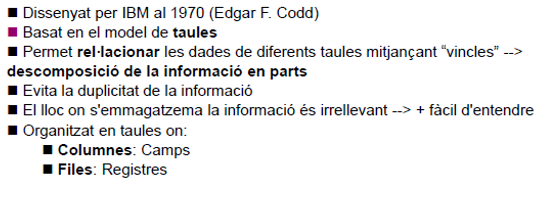 ■ Dissenyat per IBM al 1970 (Edgar F. Codd)
■ Basat en el model de taules
■ Permet rel·lacionar les dades de diferents taules mitjançant “vincles” -->
descomposició de la informació en parts
■ Evita la duplicitat de la informació
■ El lloc on s'emmagatzema la informació és irrellevant --> + fàcil d'entendre
■ Organitzat en taules on:
■ Columnes: Camps
■ Files: Registres